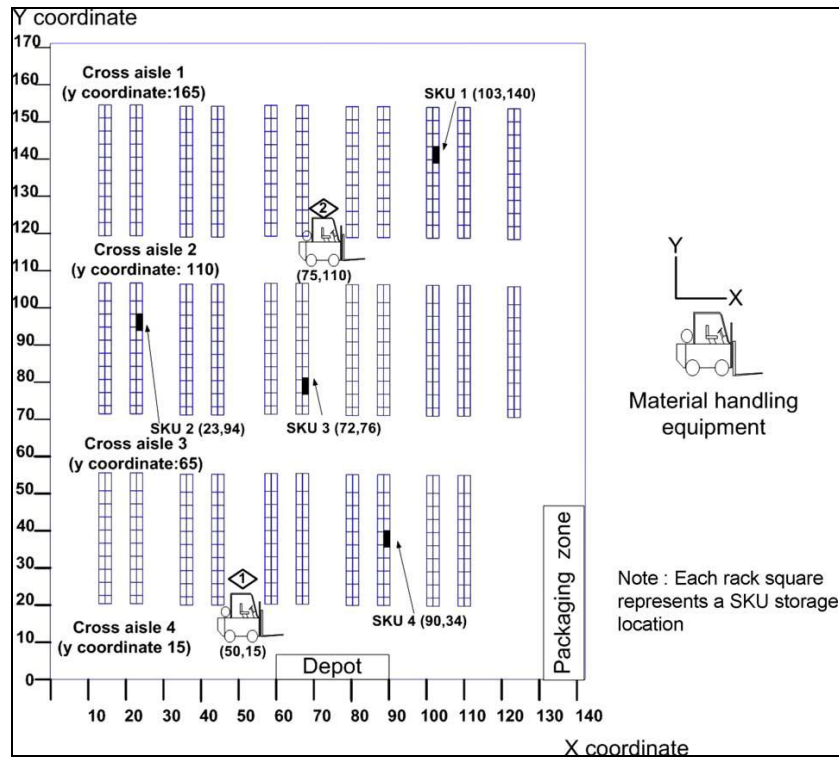 Y coordinate
170
160
150
140
130
120
110
100
90
80
70
60
50
40
30
20
10
0
Cross aisle 1
(y coordinate:165)
SKU 1 (103,140)
2
(75,110)
Cross aisle 2
(y coordinate: 110)
SKU 2 (23,94)
SKU 3 (72,76)
Cross aisle 3
(y coordinate:65)
1
(50,15)
SKU 4 (90,34)
Cross aisle 4
(y coordinate 15)
Depot
Packaging zone
10 20 30 40 50 60 70 80 90 100 110 120 130 140
X coordinate
Y
X
Material handling
equipment
Note : Each rack square
represents a SKU storage
location